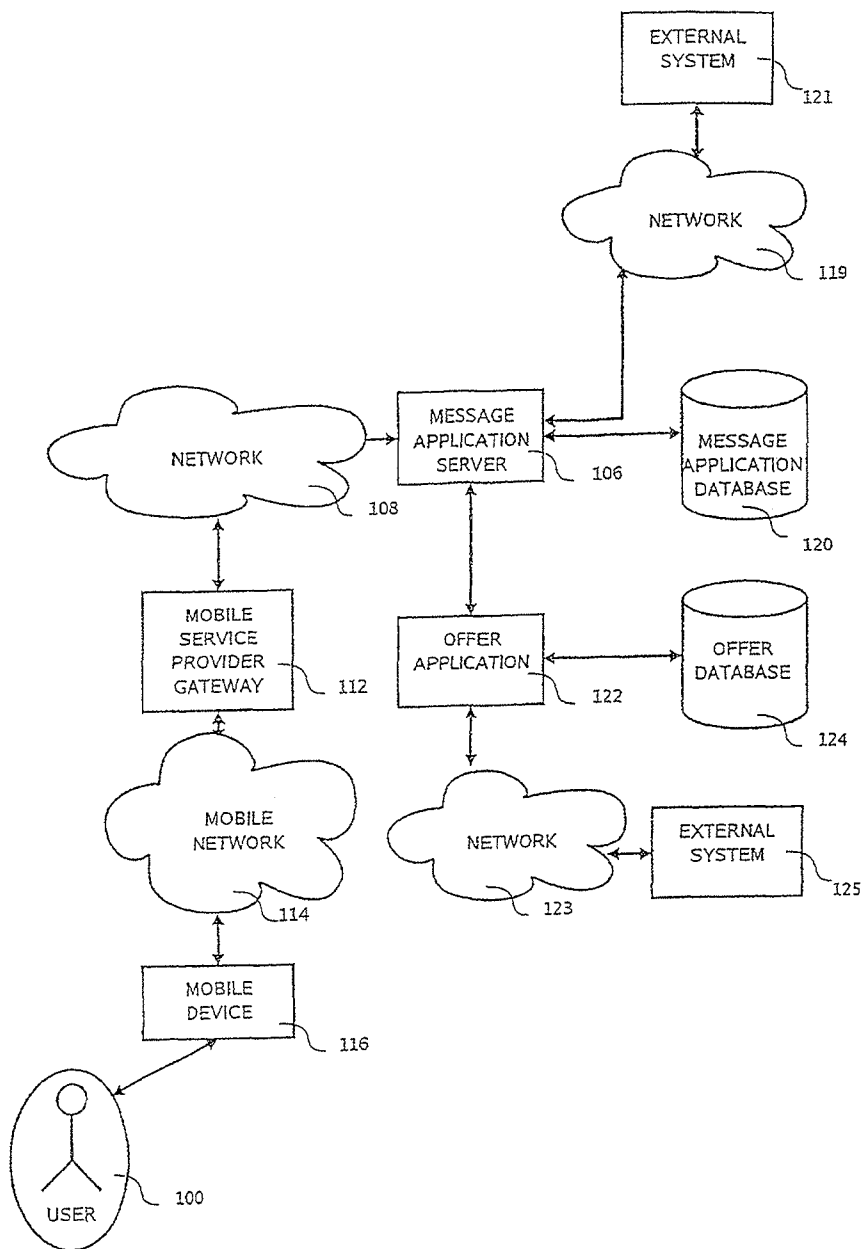 EXTERNAL
SYSTEM
121
NETWORK
119
MESSAGE
APPLICATION
SERVER
106
NETWORK
108
MESSAGE
APPLICATION
DATABASE
120
MOBILE
SERVICE
PROVIDER
GATEWAY
112
OFFER
APPLICATION
122
OFFER
DATABASE
124
MOBILE
NETWORK
114
NETWORK
123
EXTERNAL
SYSTEM
125
MOBILE
DEVICE
116
USER
100